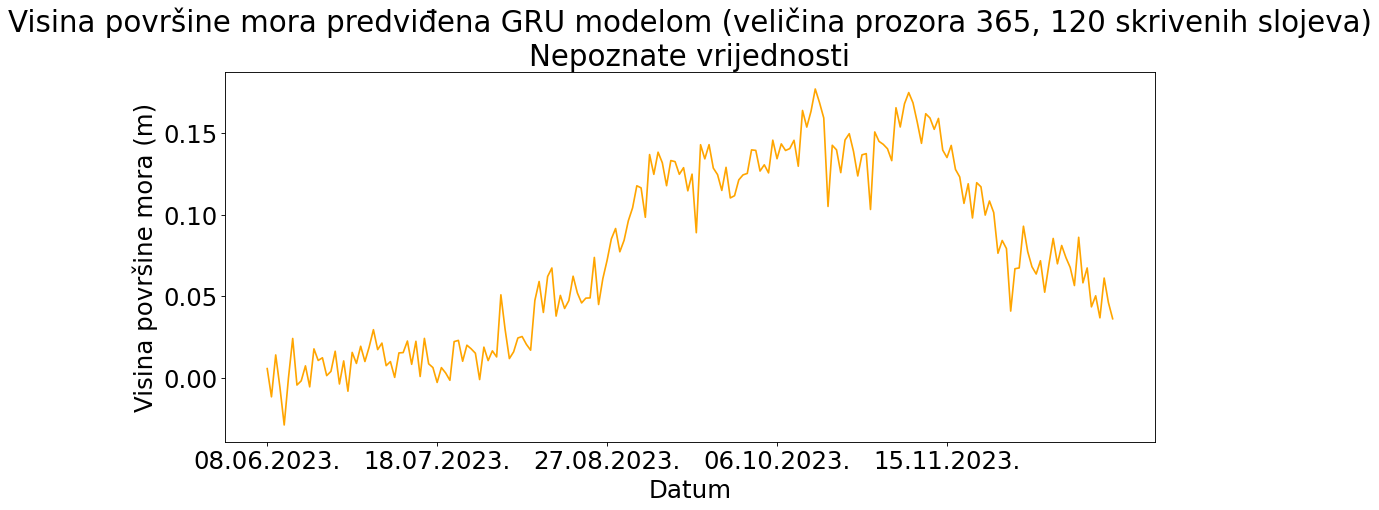 Visina površine mora predviđena GRU modelom (veličina prozora 365, 120 skrivenih slojeva)
Nepoznate vrijednosti
Visina površine mora (m)
0.15
0.10
0.05
0.00
08.06.2023. 18.07.2023. 27.08.2023. 06.10.2023. 15.11.2023.
Datum